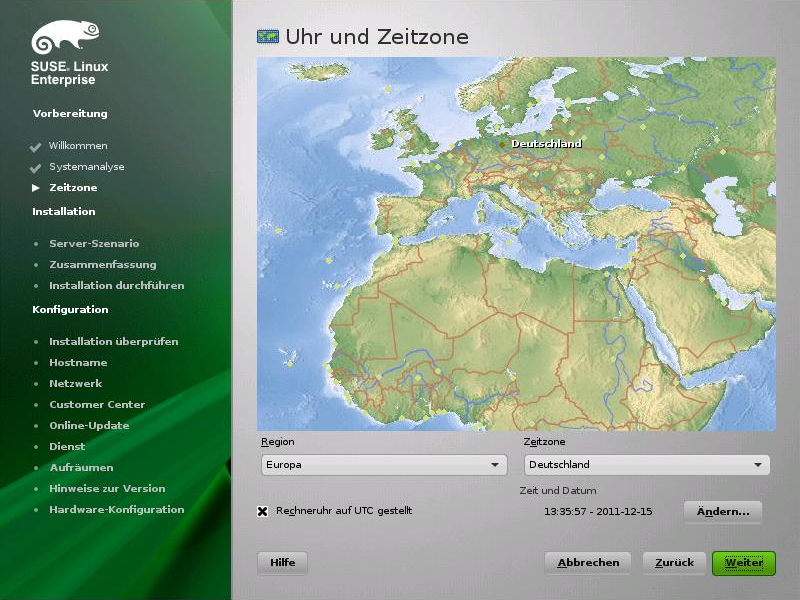 SUSE. Linux
Enterprise
Vorbereitung
Willkommen
Systemanalyse
Zeitzone
Installation
Server-Szenario
Zusammenfassung
Installation durchführen
Konfiguration
Installation überprüfen
Hostname
Netzwerk
Customer Center
Online-Update
Dienst
Aufräumen
Hinweise zur Version
Hardware-Konfiguration
Uhr und Zeitzone
Deutschland
Region
Zeitzone
Europa
Deutschland
Zeit und Datum
Rechneruhr auf UTC gestellt
13:35:57 - 2011-12-15
Ändern...
Hilfe
Abbrechen
Zurück
Weiter